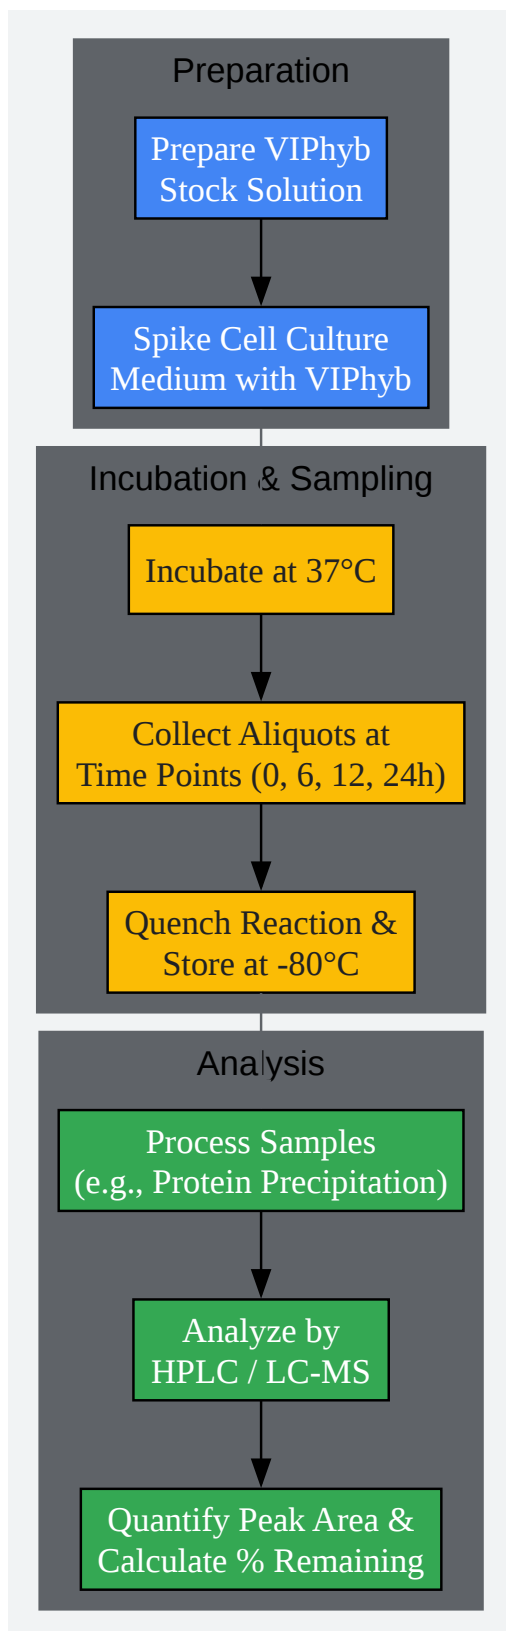 Preparation
Prepare VIPhyb
Stock Solution
Spike Cell Culture
Medium with VIPhyb
Incubation & Sampling
Incubate at 37°C
Collect Aliquots at
Time Points (0, 6, 12, 24h)
Quench Reaction &
Store at -80°C
Analysis
Process Samples
(e.g., Protein Precipitation)
Analyze by
HPLC / LC-MS
Quantify Peak Area &
Calculate % Remaining